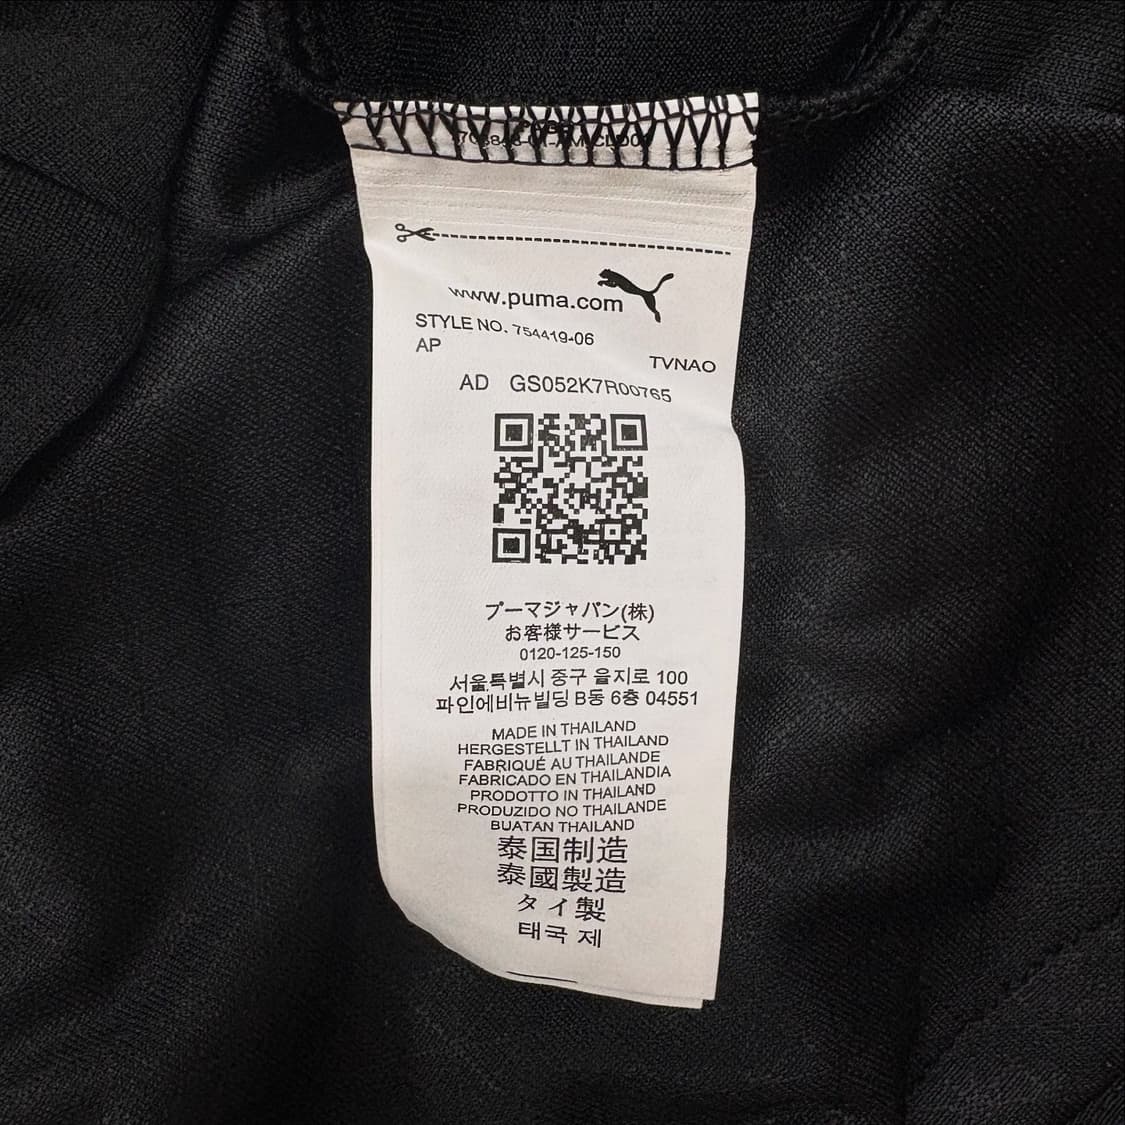 www.puma.com
STYLE NO. 754419-06
AP
TVNAO
AD GS052K7R00765
プーマジャパン(株)
お客様サービス
0120-125-150
서울특별시 중구 을지로 100
파인에비뉴빌딩 B동 6층 04551
MADE IN THAILAND
HERGESTELLT IN THAILAND
FABRIQUÉ AU THAILANDE
FABRICADO EN THAILANDIA
PRODOTTO IN THAILAND
PRODUZIDO NO THAILANDE
BUATAN THAILAND
泰国制造
泰國製造
タイ製
태국 제